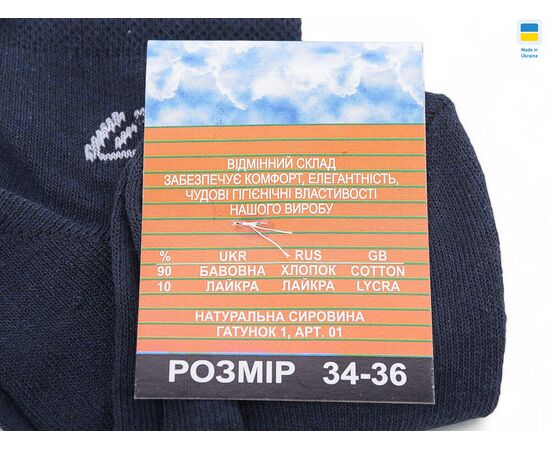 Made in
Ukraine
ВІДМІННИЙ СКЛАД
ЗАБЕЗПЕЧУЄ КОМФОРТ, ЕЛЕГАНТНІСТЬ,
ЧУДОВІ ГІГІЄНІЧНІ ВЛАСТИВОСТІ
НАШОГО ВИРОБУ
% UKR RUS GB
90 БАВОВНА ХЛОПОК COTTON
10 ЛАЙКРА ЛАЙКРА LYCRA
НАТУРАЛЬНА СИРОВИНА
ГАТУНОК 1, АРТ. 01
РОЗМІР 34-36